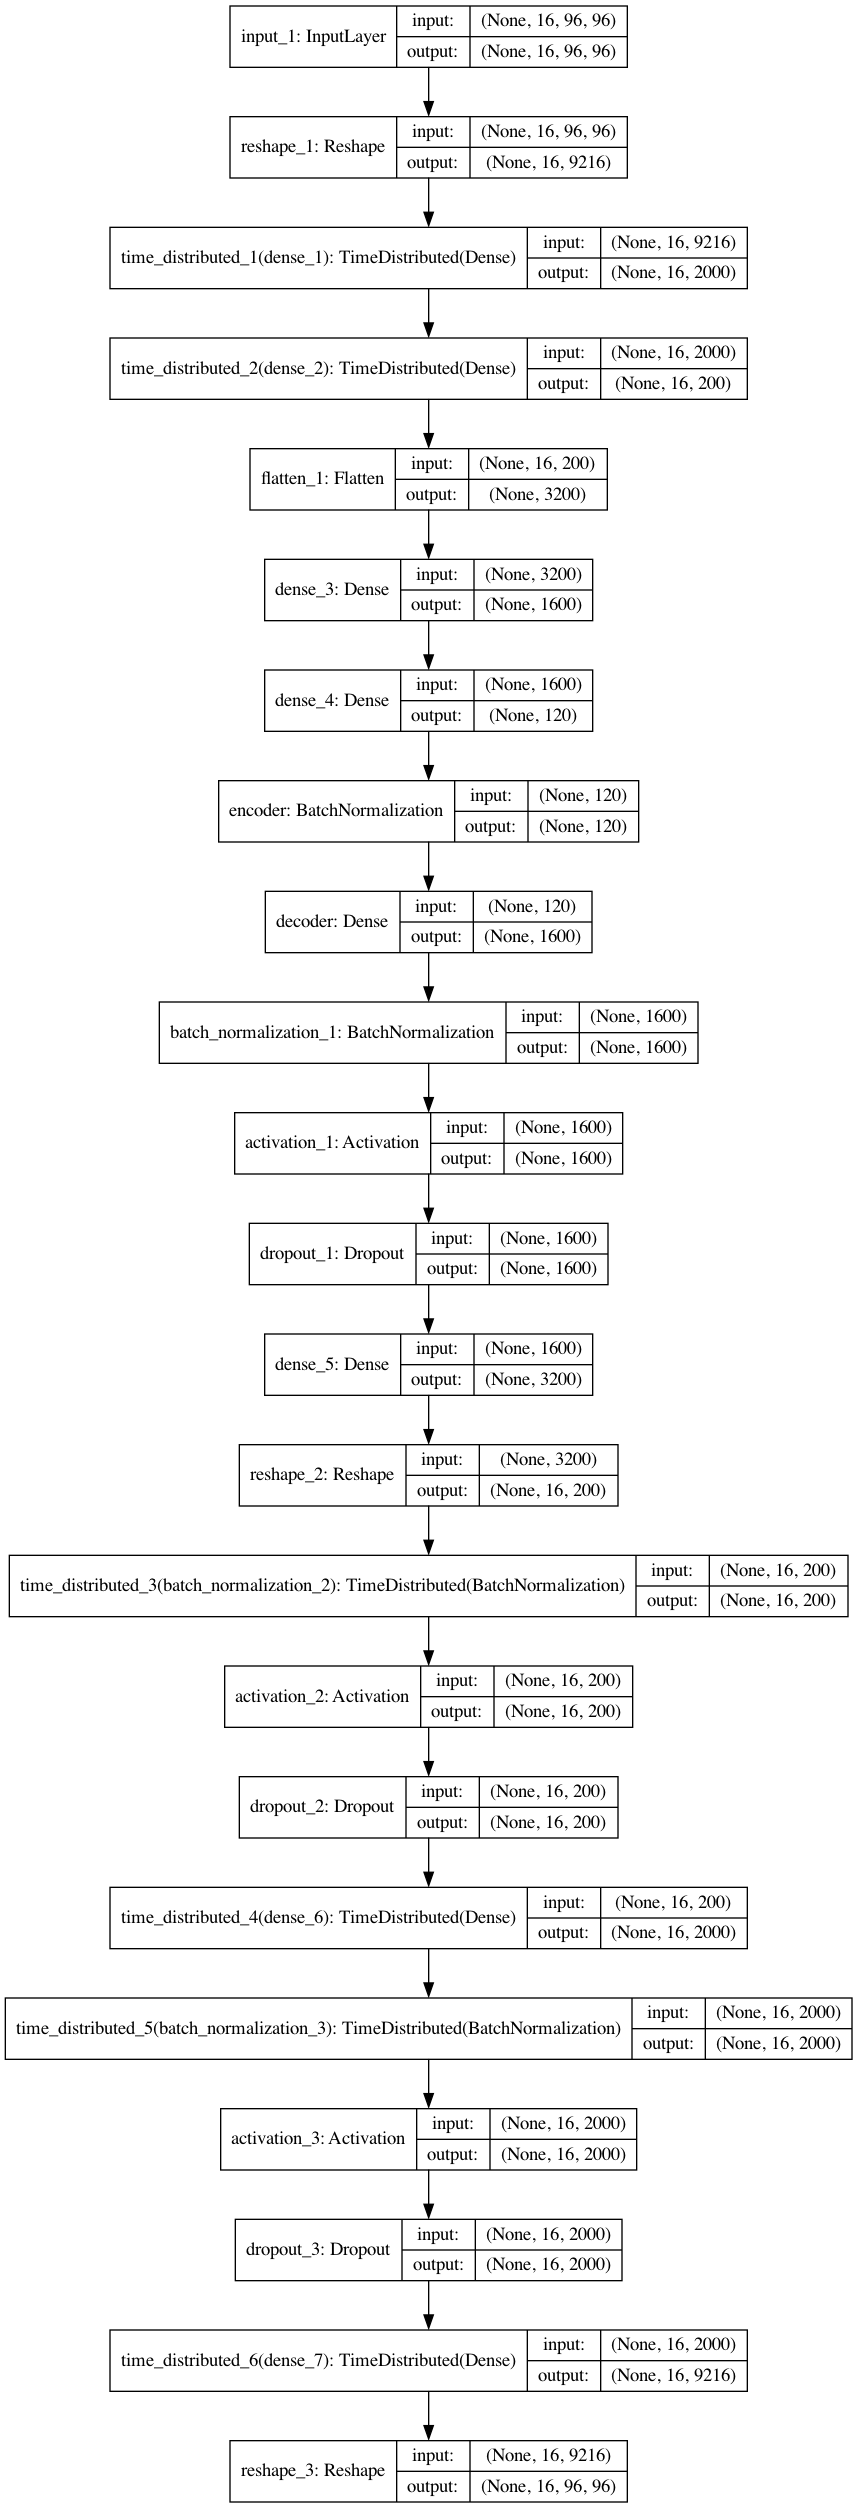 input_1: InputLayer
input: (None, 16, 96, 96)
output: (None, 16, 96, 96)
reshape_1: Reshape
input: (None, 16, 96, 96)
output: (None, 16, 9216)
time_distributed_1(dense_1): TimeDistributed(Dense)
input: (None, 16, 9216)
output: (None, 16, 2000)
time_distributed_2(dense_2): TimeDistributed(Dense)
input: (None, 16, 2000)
output: (None, 16, 200)
flatten_1: Flatten
input: (None, 16, 200)
output: (None, 3200)
dense_3: Dense
input: (None, 3200)
output: (None, 1600)
dense_4: Dense
input: (None, 1600)
output: (None, 120)
encoder: BatchNormalization
input: (None, 120)
output: (None, 120)
decoder: Dense
input: (None, 120)
output: (None, 1600)
batch_normalization_1: BatchNormalization
input: (None, 1600)
output: (None, 1600)
activation_1: Activation
input: (None, 1600)
output: (None, 1600)
dropout_1: Dropout
input: (None, 1600)
output: (None, 1600)
dense_5: Dense
input: (None, 1600)
output: (None, 3200)
reshape_2: Reshape
input: (None, 3200)
output: (None, 16, 200)
time_distributed_3(batch_normalization_2): TimeDistributed(BatchNormalization)
input: (None, 16, 200)
output: (None, 16, 200)
activation_2: Activation
input: (None, 16, 200)
output: (None, 16, 200)
dropout_2: Dropout
input: (None, 16, 200)
output: (None, 16, 200)
time_distributed_4(dense_6): TimeDistributed(Dense)
input: (None, 16, 200)
output: (None, 16, 2000)
time_distributed_5(batch_normalization_3): TimeDistributed(BatchNormalization)
input: (None, 16, 2000)
output: (None, 16, 2000)
activation_3: Activation
input: (None, 16, 2000)
output: (None, 16, 2000)
dropout_3: Dropout
input: (None, 16, 2000)
output: (None, 16, 2000)
time_distributed_6(dense_7): TimeDistributed(Dense)
input: (None, 16, 2000)
output: (None, 16, 9216)
reshape_3: Reshape
input: (None, 16, 9216)
output: (None, 16, 96, 96)